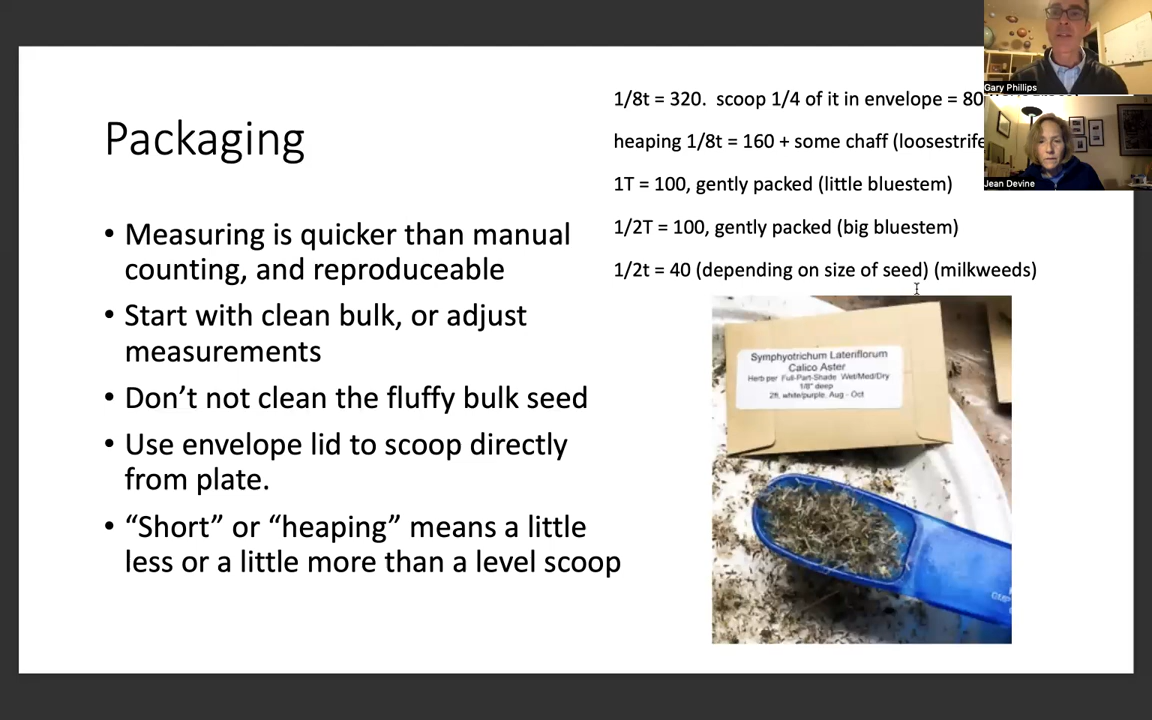 Packaging
• Measuring is quicker than manual
counting, and reproduceable
• Start with clean bulk, or adjust
measurements
• Don’t not clean the fluffy bulk seed
• Use envelope lid to scoop directly
from plate.
• “Short” or “heaping” means a little
less or a little more than a level scoop
1/8t = 320. scoop 1/4 of it in envelope = 80
heaping 1/8t = 160 + some chaff (loosestrife
1T = 100, gently packed (little bluestem)
1/2T = 100, gently packed (big bluestem)
1/2t = 40 (depending on size of seed) (milkweeds)
Symphyotrichum Lateriflorum
Calico Aster
Herb per Full-Part-Shade Wet/Med/Dry
1/8" deep
2ft, white/purple, Aug - Oct
Gary Phillips
Jean Devine